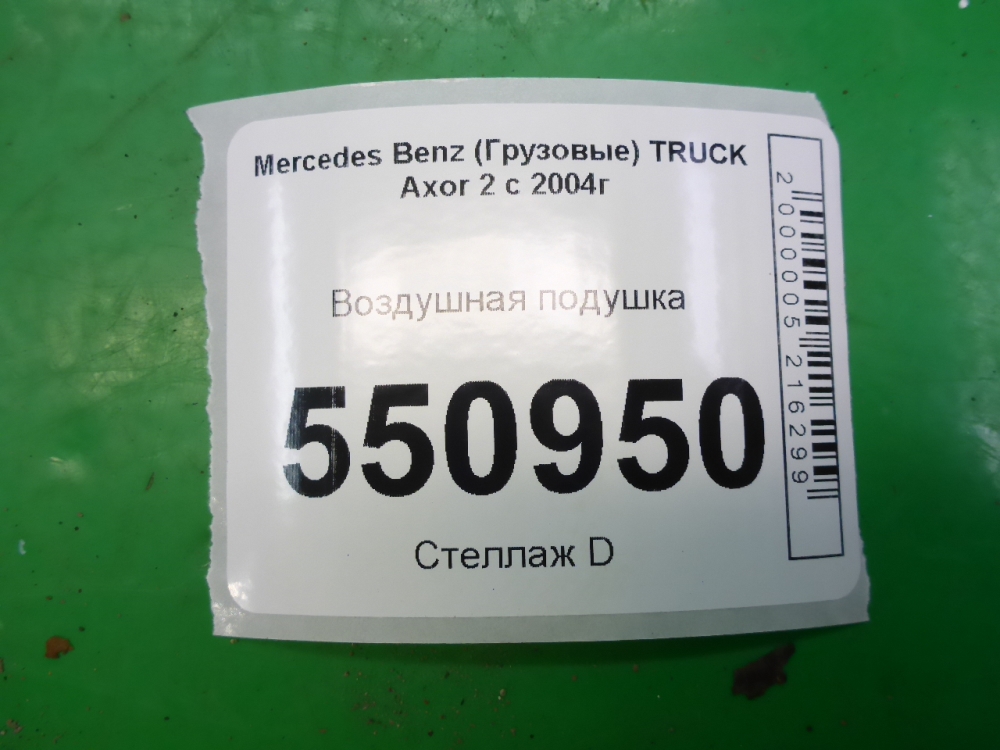 Mercedes Benz (Грузовые) TRUCK
Axor 2 с 2004г
Воздушная подушка
550950
Стеллаж D
2000005216299